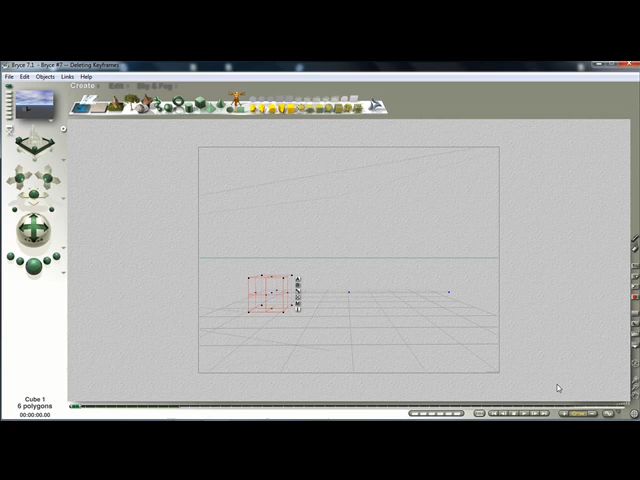 Bryce 7.1 - Bryce #7 -- Deleting Keyframes
File Edit Objects Links Help
Create Edit Sky & Fog
A
M
Cube 1
6 polygons
00:00:00.00